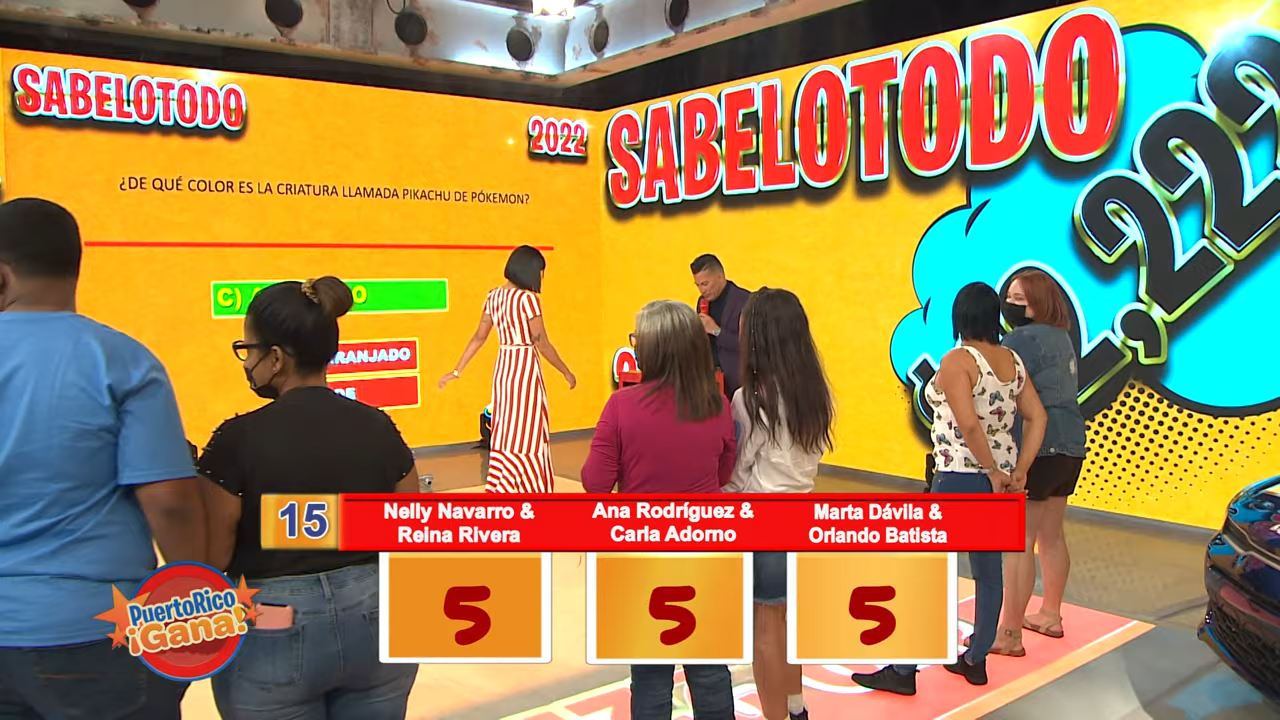 SABELOTODO
2022
SABELOTODO
¿DE QUÉ COLOR ES LA CRIATURA LLAMADA PIKACHU DE PÓKEMON?
C)
,222
15
Nelly Navarro &
Reina Rivera
Ana Rodríguez &
Carla Adorno
Marta Dávila &
Orlando Batista
5
5
5
PuertoRico
¡Gana!